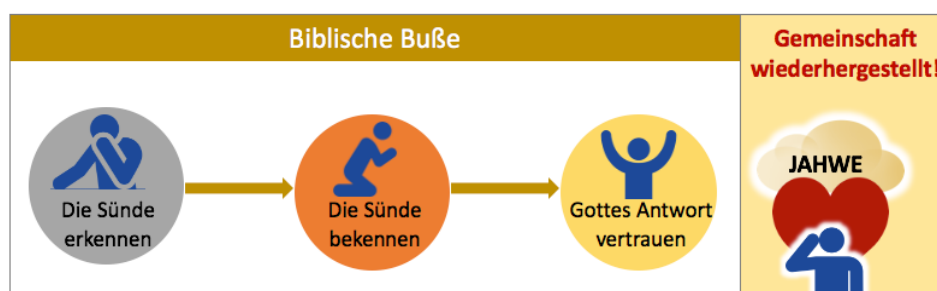 Biblische Buße
Die Sünde
erkennen
Die Sünde
bekennen
Gottes Antwort
vertrauen
Gemeinschaft
wiederhergestellt!
JAHWE